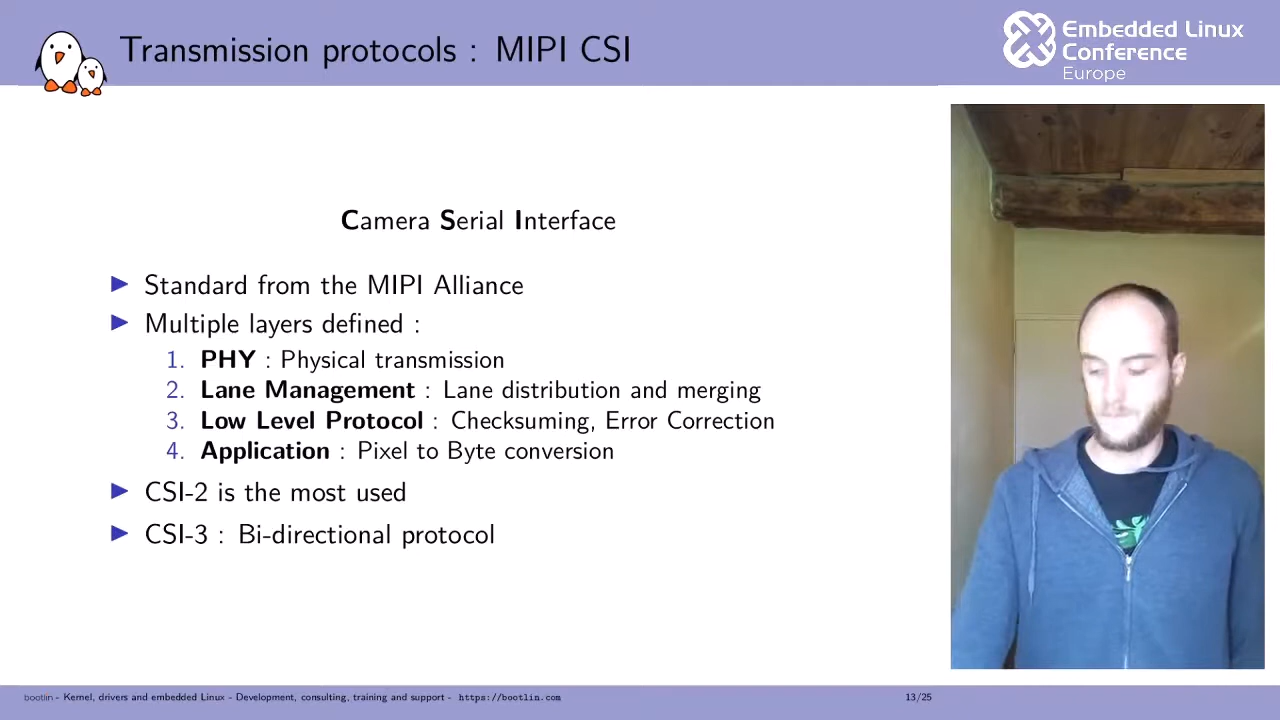 Transmission protocols : MIPI CSI
Embedded Linux
Conference
Europe
Camera Serial Interface
Standard from the MIPI Alliance
Multiple layers defined :
1. PHY : Physical transmission
2. Lane Management : Lane distribution and merging
3. Low Level Protocol : Checksuming, Error Correction
4. Application : Pixel to Byte conversion
CSI-2 is the most used
CSI-3 : Bi-directional protocol
bootlin - Kernel, drivers and embedded Linux - Development, consulting, training and support - https://bootlin.com
13/25